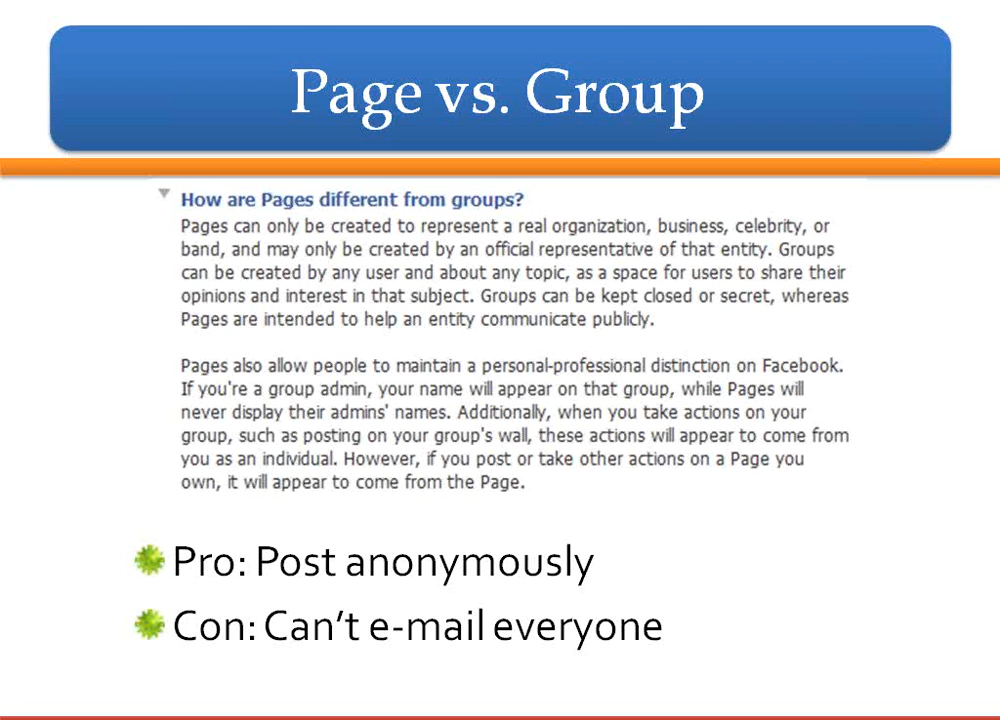 Page vs. Group
How are Pages different from groups?
Pages can only be created to represent a real organization, business, celebrity, or
band, and may only be created by an official representative of that entity. Groups
can be created by any user and about any topic, as a space for users to share their
opinions and interest in that subject. Groups can be kept closed or secret, whereas
Pages are intended to help an entity communicate publicly.
Pages also allow people to maintain a personal-professional distinction on Facebook.
If you're a group admin, your name will appear on that group, while Pages will
never display their admins' names. Additionally, when you take actions on your
group, such as posting on your group's wall, these actions will appear to come from
you as an individual. However, if you post or take other actions on a Page you
own, it will appear to come from the Page.
Pro: Post anonymously
Con: Can't e-mail everyone